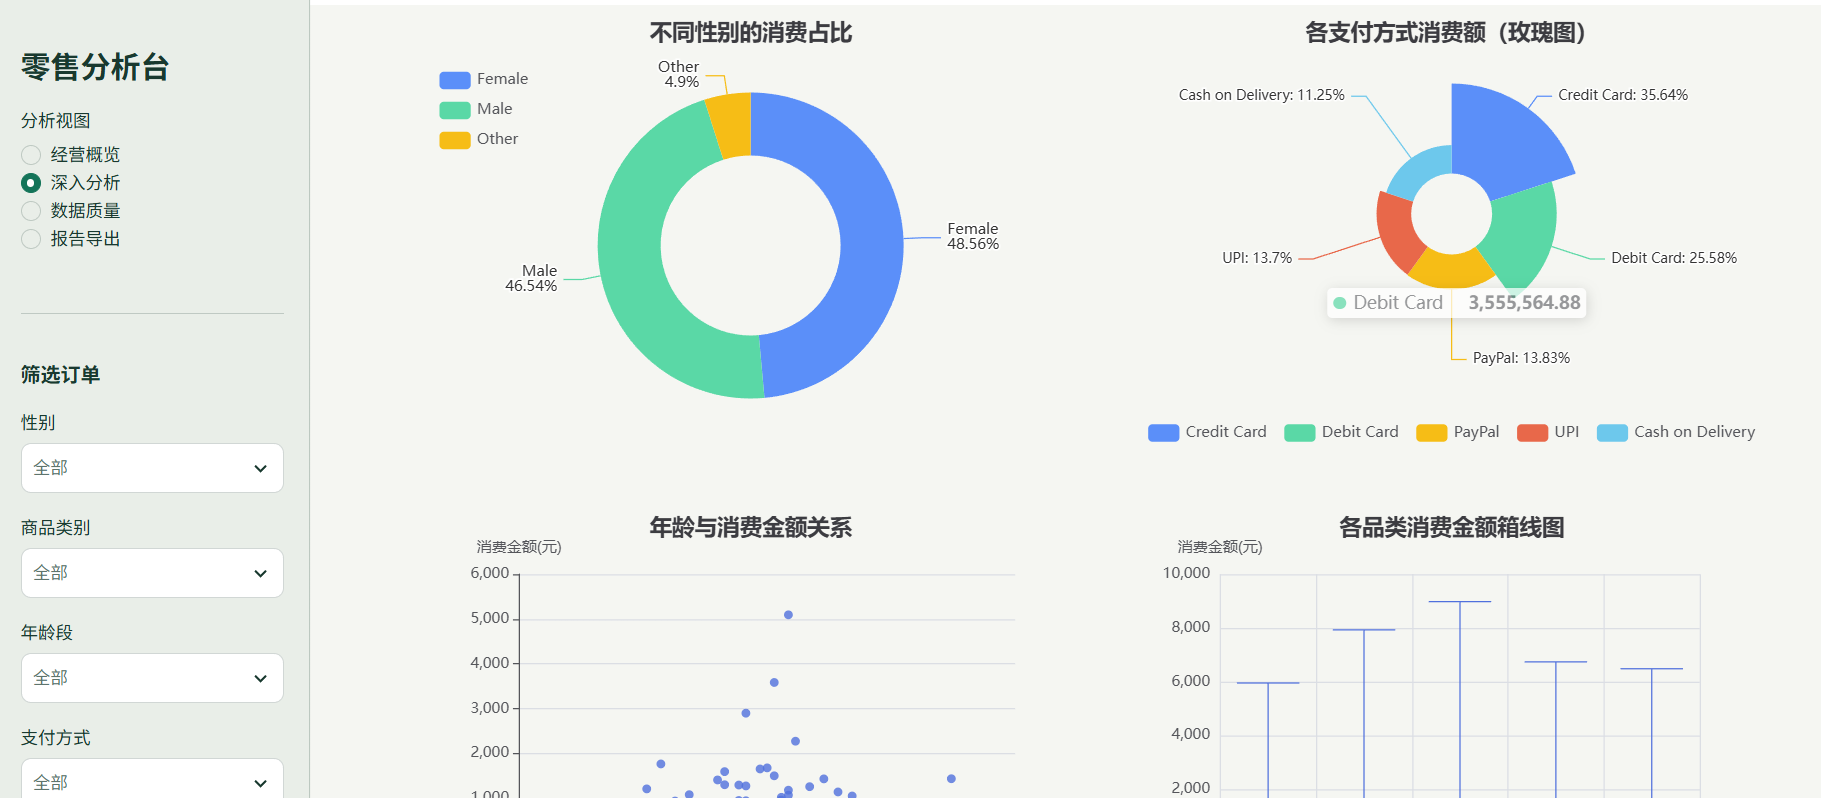 零售分析台
分析视图
经营概览
深入分析
数据质量
报告导出
筛选订单
性别
全部
商品类别
全部
年龄段
全部
支付方式
全部
不同性别的消费占比
Female
Male
Other
Other
4.9%
Female
48.56%
Male
46.54%
各支付方式消费额（玫瑰图）
Cash on Delivery: 11.25%
Credit Card: 35.64%
UPI: 13.7%
Debit Card: 25.58%
Debit Card 3,555,564.88
PayPal: 13.83%
Credit Card Debit Card PayPal UPI Cash on Delivery
年龄与消费金额关系
消费金额(元)
6,000
5,000
4,000
3,000
2,000
1,000
各品类消费金额箱线图
消费金额(元)
10,000
8,000
6,000
4,000
2,000